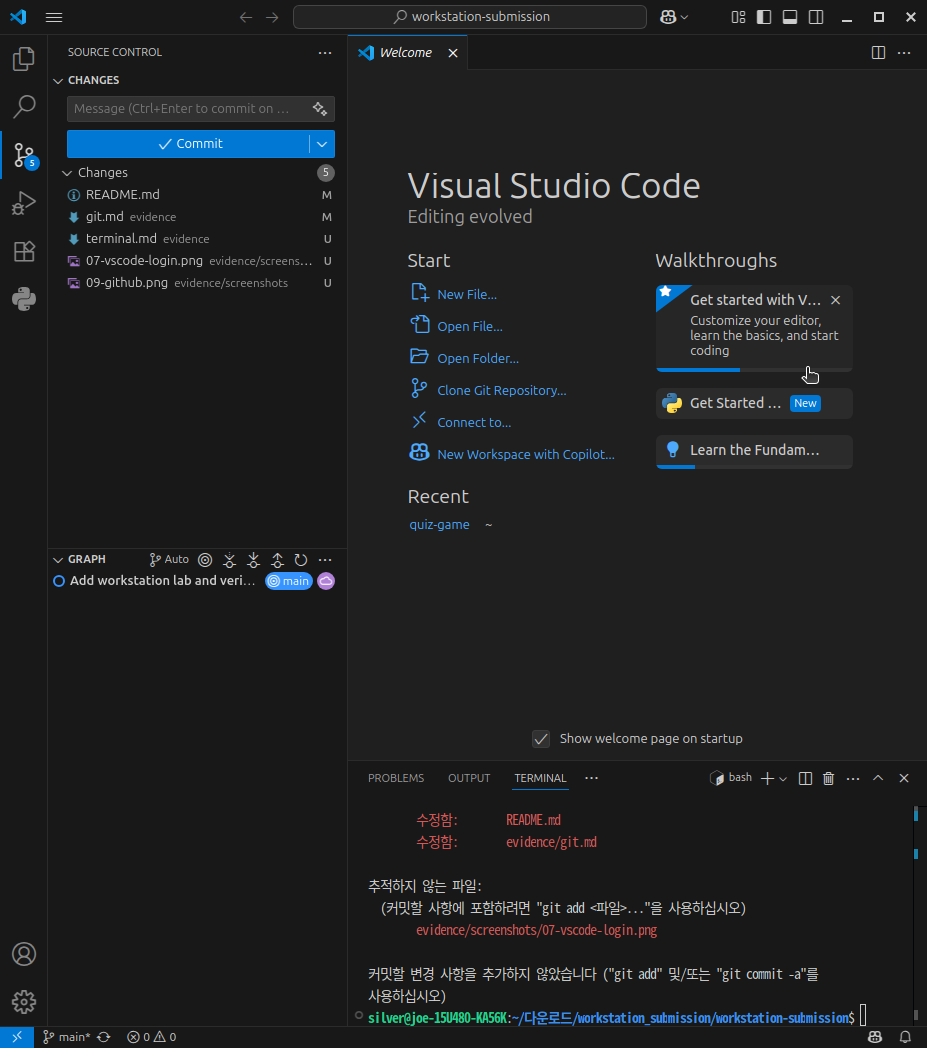 workstation-submission
SOURCE CONTROL
CHANGES
Message (Ctrl+Enter to commit on ...
Commit
Changes 5
README.md M
git.md evidence M
terminal.md evidence U
07-vscode-login.png evidence/screens... U
09-github.png evidence/screenshots U
5
GRAPH Auto
Add workstation lab and veri... main
Welcome
Visual Studio Code
Editing evolved
Start
New File...
Open File...
Open Folder...
Clone Git Repository...
Connect to...
New Workspace with Copilot...
Recent
quiz-game ~
Walkthroughs
Get started with V...
Customize your editor,
learn the basics, and start
coding
Get Started ... New
Learn the Fundam...
Show welcome page on startup
PROBLEMS OUTPUT TERMINAL bash
수정함: README.md
수정함: evidence/git.md
추적하지 않는 파일:
(커밋할 사항에 포함하려면 "git add <파일>..."을 사용하십시오)
evidence/screenshots/07-vscode-login.png
커밋할 변경 사항을 추가하지 않았습니다 ("git add" 및/또는 "git commit -a"를
사용하십시오)
silver@joe-15U480-KA5GK:~/다운로드/workstation_submission/workstation-submission$
main* 0 0